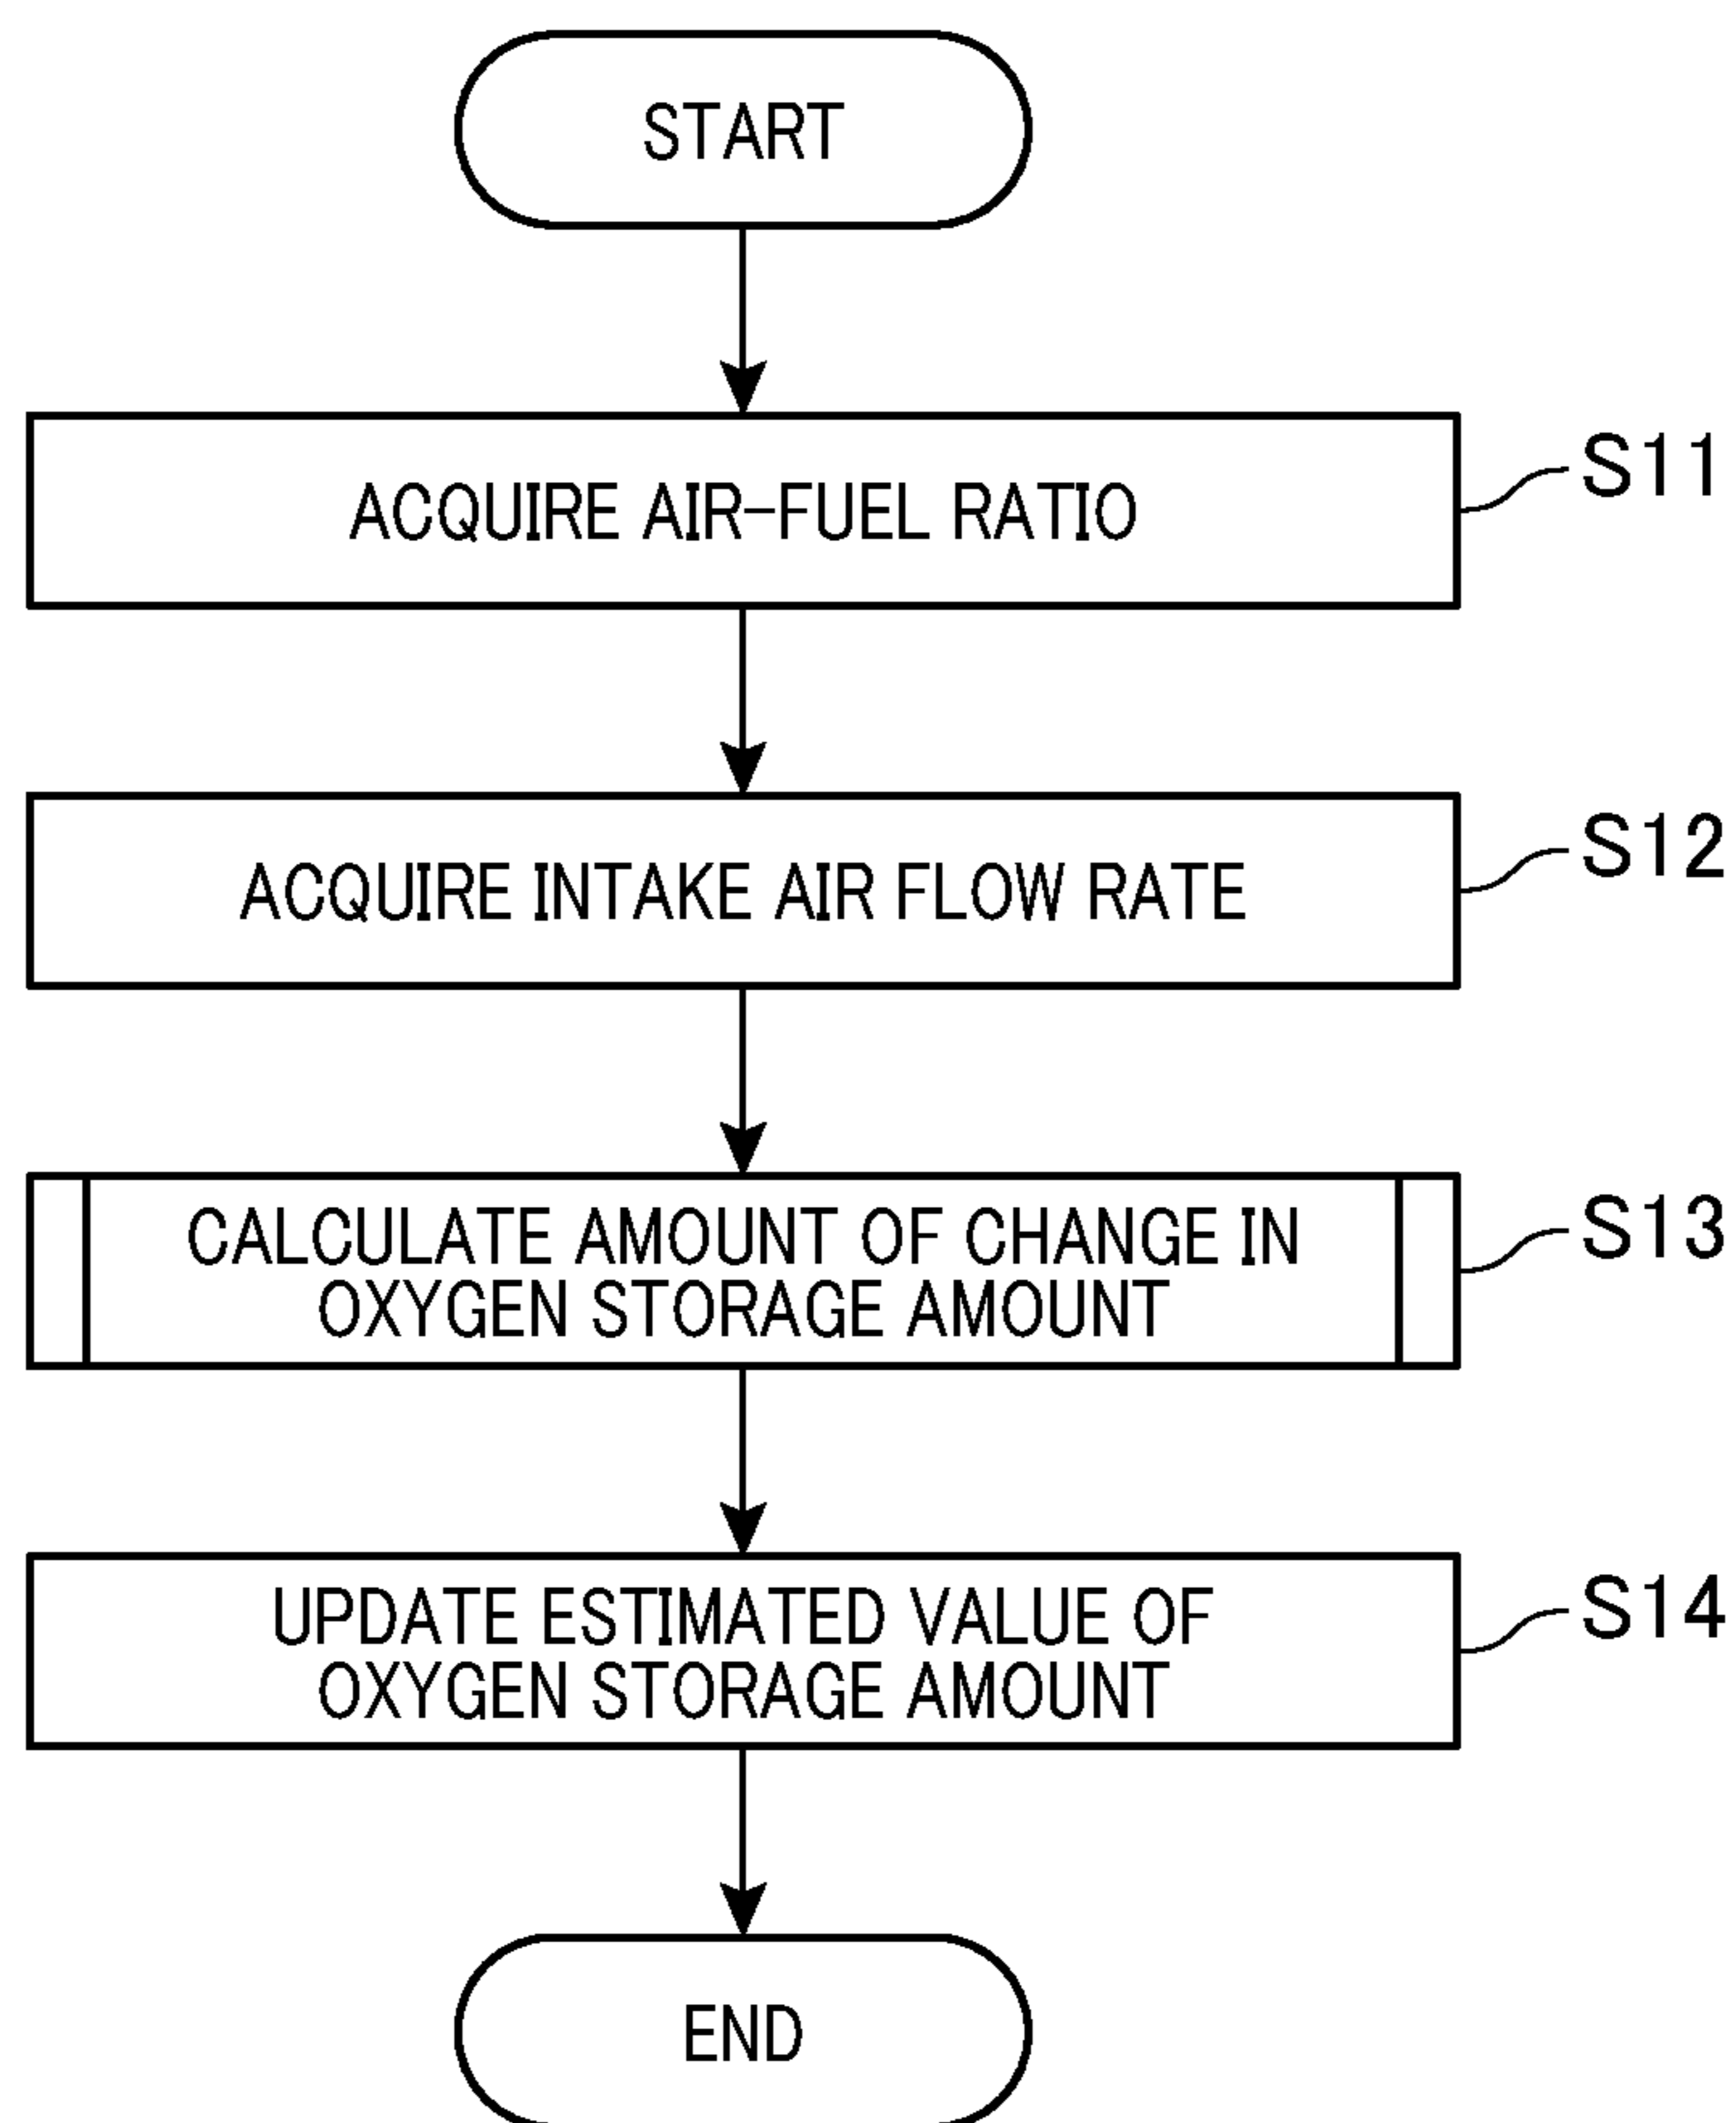 START
ACQUIRE AIR-FUEL RATIO
S11
ACQUIRE INTAKE AIR FLOW RATE
S12
CALCULATE AMOUNT OF CHANGE IN
OXYGEN STORAGE AMOUNT
S13
UPDATE ESTIMATED VALUE OF
OXYGEN STORAGE AMOUNT
S14
END